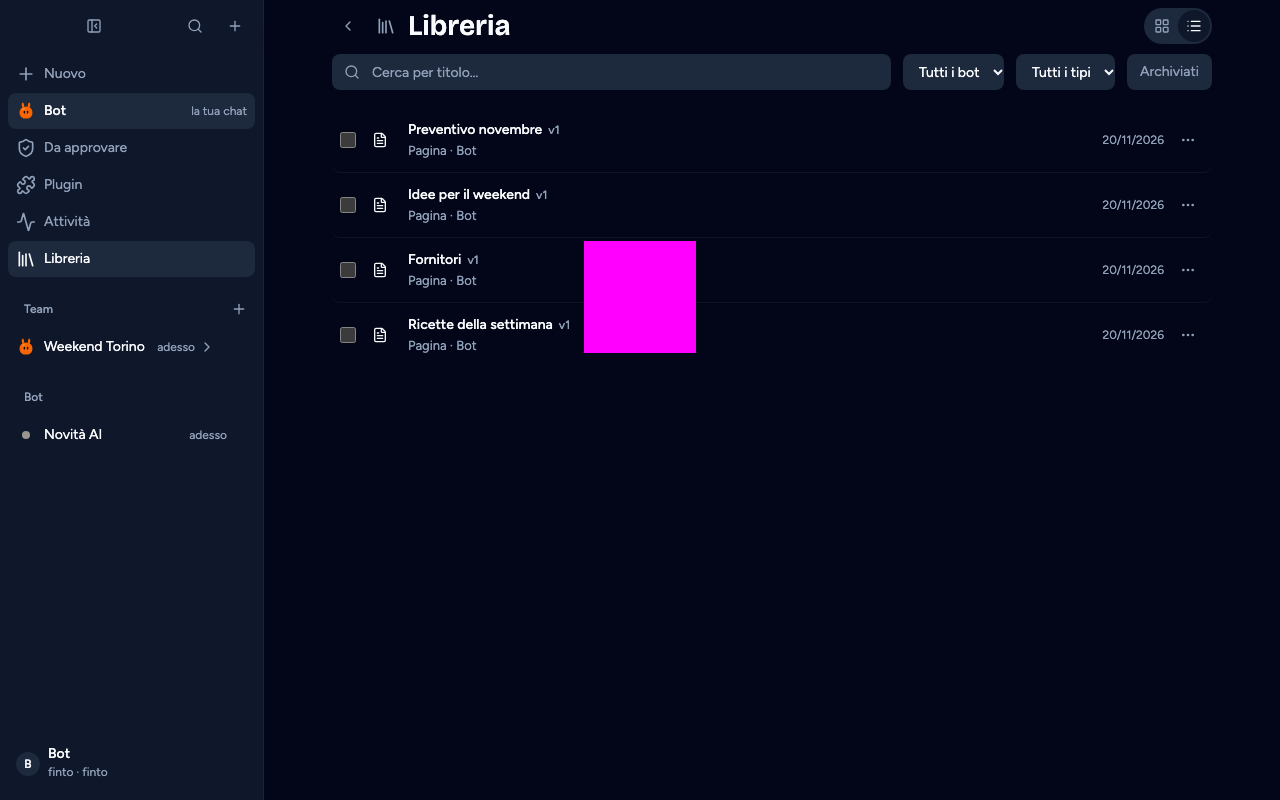 Nuovo
Bot la tua chat
Da approvare
Plugin
Attività
Libreria
Team
Weekend Torino adesso
Bot
Novità AI adesso
B
Bot
finto · finto
Libreria
Cerca per titolo...
Tutti i bot
Tutti i tipi
Archiviati
Preventivo novembre v1
Pagina · Bot
20/11/2026
Idee per il weekend v1
Pagina · Bot
20/11/2026
Fornitori v1
Pagina · Bot
20/11/2026
Ricette della settimana v1
Pagina · Bot
20/11/2026